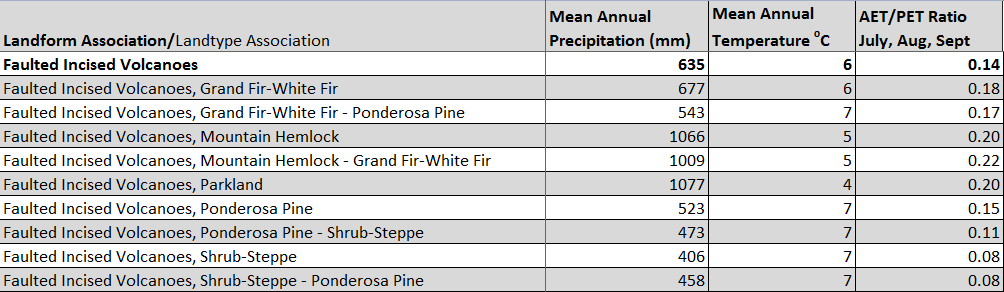 Landform Association/Landtype Association Mean Annual Precipitation (mm) Mean Annual Temperature °C AET/PET Ratio July, Aug, Sept
Faulted Incised Volcanoes 635 6 0.14
Faulted Incised Volcanoes, Grand Fir-White Fir 677 6 0.18
Faulted Incised Volcanoes, Grand Fir-White Fir - Ponderosa Pine 543 7 0.17
Faulted Incised Volcanoes, Mountain Hemlock 1066 5 0.20
Faulted Incised Volcanoes, Mountain Hemlock - Grand Fir-White Fir 1009 5 0.22
Faulted Incised Volcanoes, Parkland 1077 4 0.20
Faulted Incised Volcanoes, Ponderosa Pine 523 7 0.15
Faulted Incised Volcanoes, Ponderosa Pine - Shrub-Steppe 473 7 0.11
Faulted Incised Volcanoes, Shrub-Steppe 406 7 0.08
Faulted Incised Volcanoes, Shrub-Steppe - Ponderosa Pine 458 7 0.08